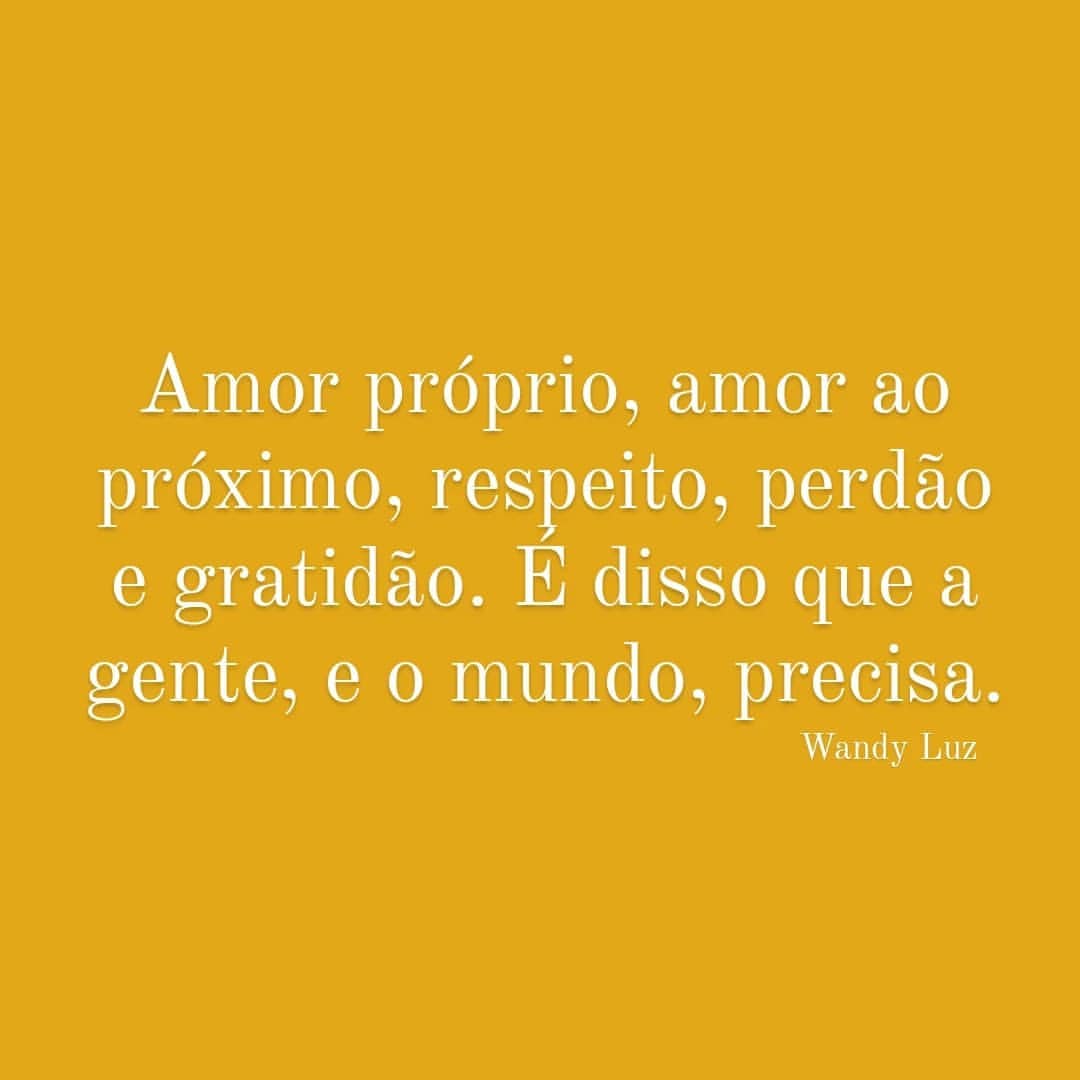 Amor próprio, amor ao
próximo, respeito, perdão
e gratidão. É disso que a
gente, e o mundo, precisa.
Wandy Luz